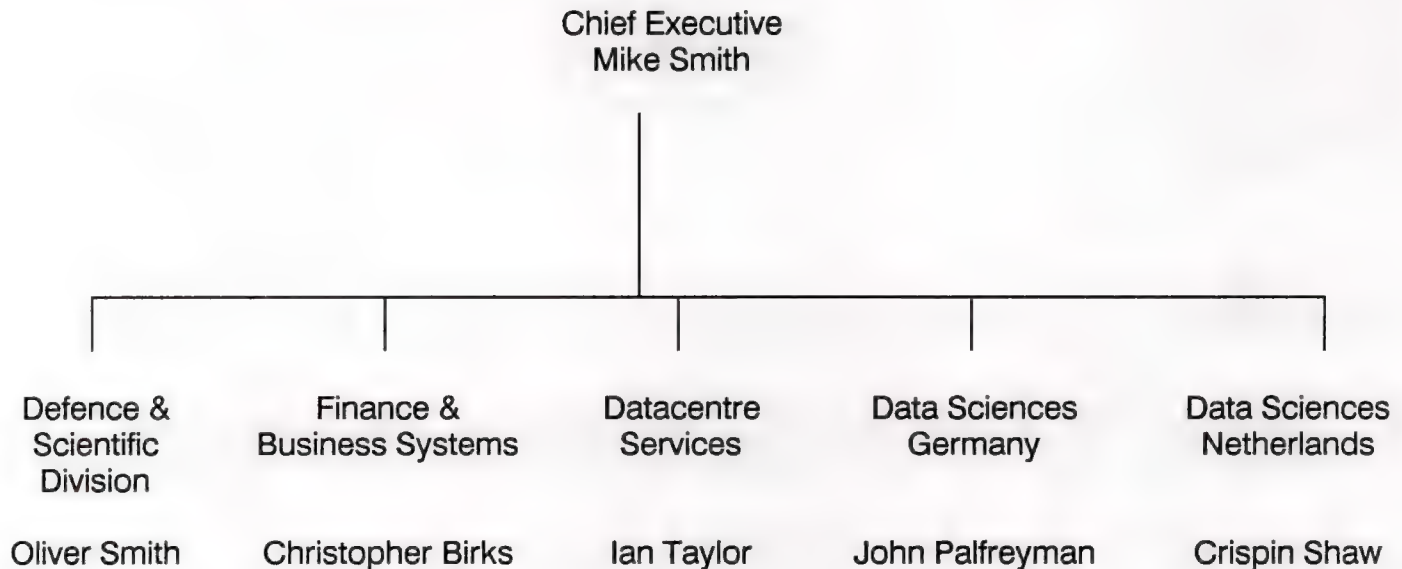 Chief Executive
Mike Smith
Defence &
Scientific
Division
Oliver Smith
Finance &
Business Systems
Christopher Birks
Datacentre
Services
Ian Taylor
Data Sciences
Germany
John Palfreyman
Data Sciences
Netherlands
Crispin Shaw